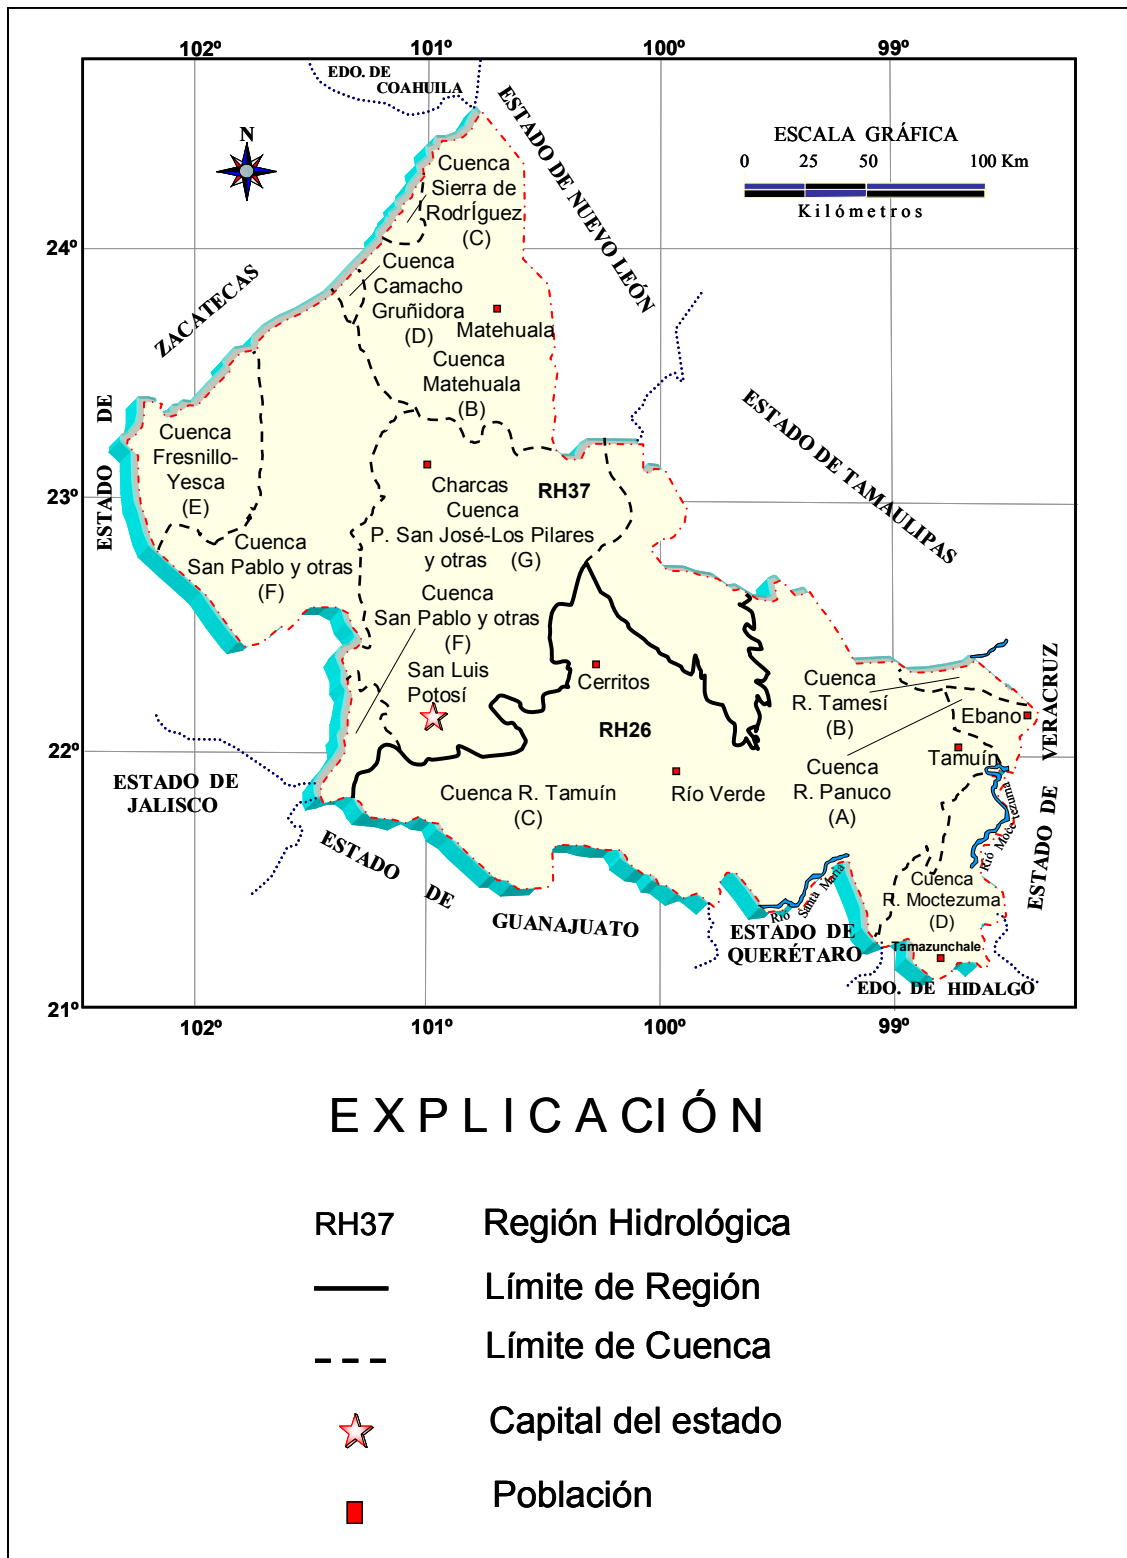 102º
101º
100º
99º
EDO. DE
COAHUILA
N
ESTADO DE NUEVO LEÓN
ESCALA GRÁFICA
0 25 50 100 Km
Kilómetros
24º
Cuenca
Sierra de
RodrÍguez
(C)
Cuenca
Camacho
Gruñidora
(D)
Matehuala
Cuenca
Matehuala
(B)
ESTADO DE
ZACATECAS
Cuenca
Fresnillo-
Yesca
(E)
23º
Charcas
RH37
Cuenca
P. San José-Los Pilares
y otras (G)
ESTADO DE TAMAULIPAS
Cuenca
San Pablo y otras
(F)
Cuenca
San Pablo y otras
(F)
San Luis
Potosí
Cerritos
RH26
Cuenca
R. Tamesí
(B)
Ebano
Tamuín
ESTADO DE
VERACRUZ
22º
ESTADO DE
JALISCO
Cuenca R. Tamuín
(C)
Río Verde
Cuenca
R. Panuco
(A)
Río Moctezuma
ESTADO DE
GUANAJUATO
Río Santa María
ESTADO DE
QUERÉTARO
Cuenca
R. Moctezuma
(D)
Tamazunchale
EDO. DE HIDALGO
21º
102º
101º
100º
99º
EXPLICACIÓN
RH37 Región Hidrológica
Límite de Región
Límite de Cuenca
Capital del estado
Población